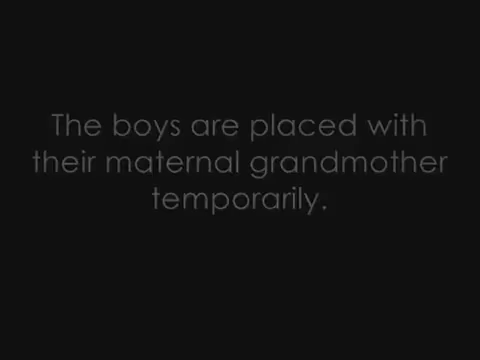 The boys are placed with
their maternal grandmother
temporarily.